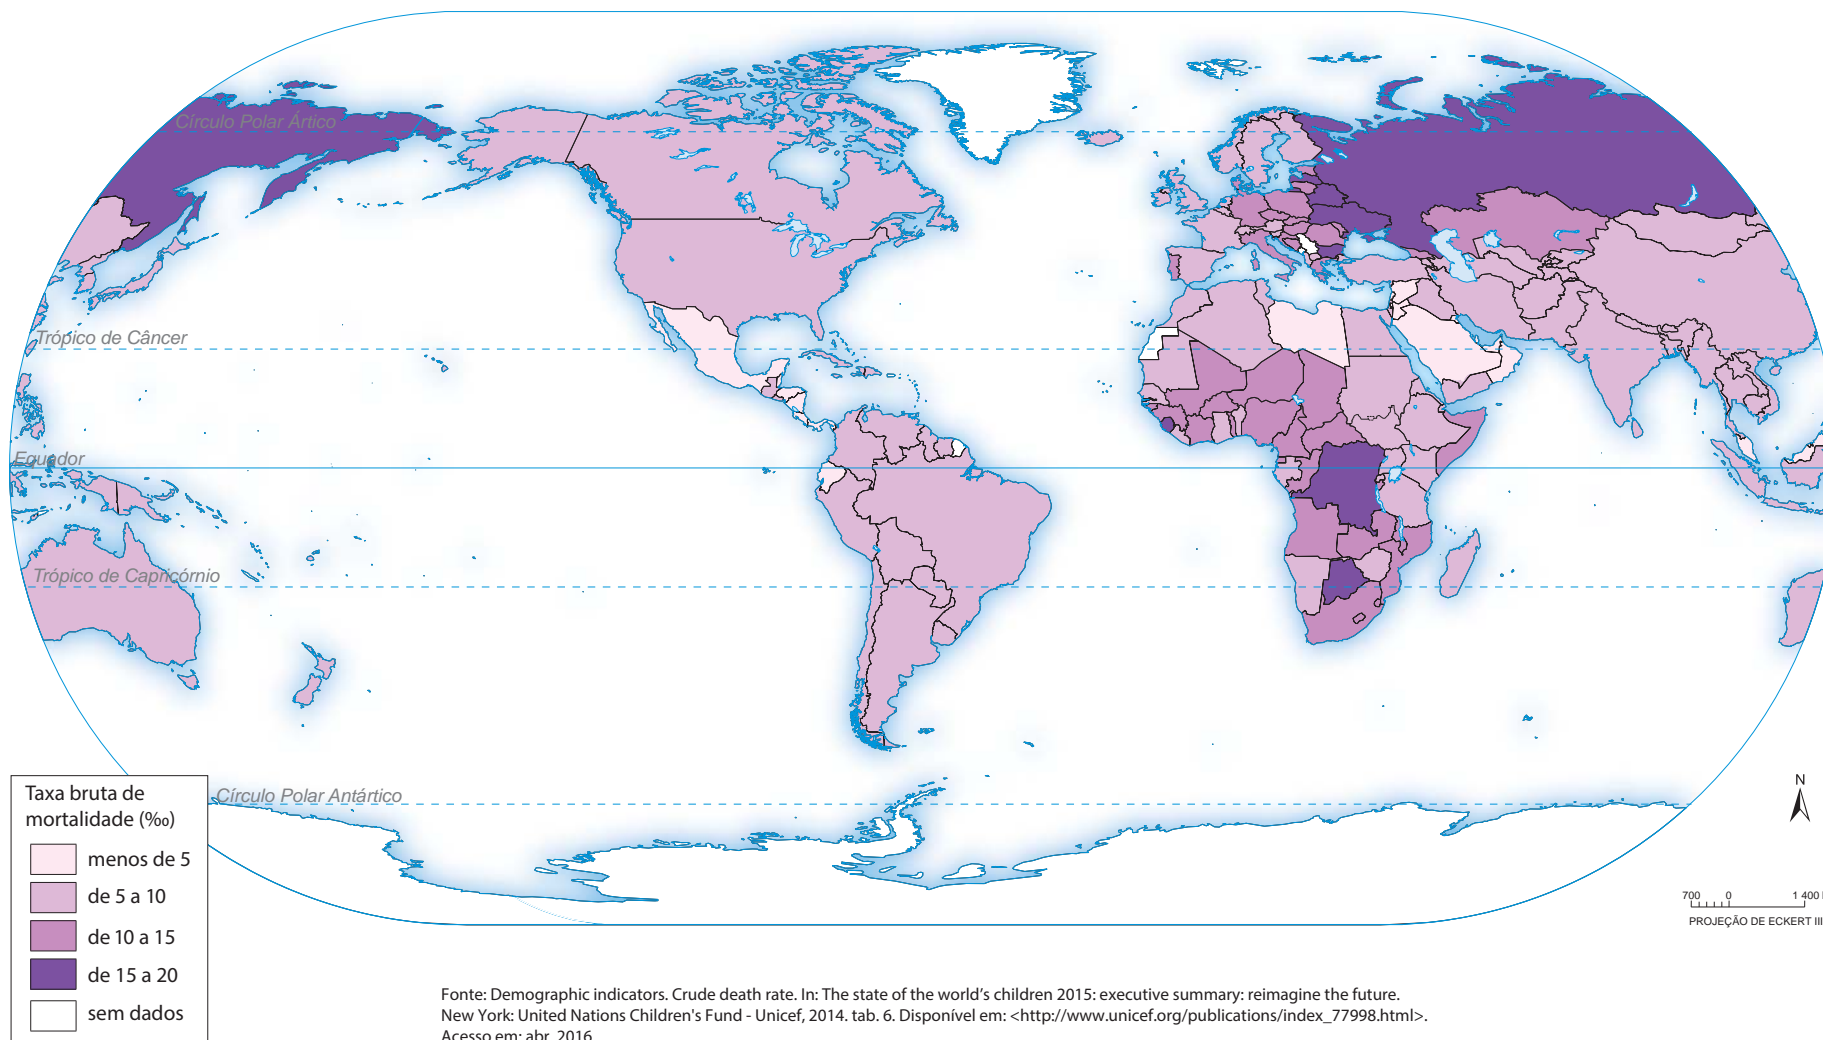 Círculo Polar Ártico
Trópico de Câncer
Equador
Trópico de Capricórnio
Círculo Polar Antártico
Taxa bruta de
mortalidade (‰)
menos de 5
de 5 a 10
de 10 a 15
de 15 a 20
sem dados
N
700 0 1 400
PROJEÇÃO DE ECKERT III
Fonte: Demographic indicators. Crude death rate. In: The state of the world's children 2015: executive summary: reimagine the future.
New York: United Nations Children's Fund - Unicef, 2014. tab. 6. Disponível em: <http://www.unicef.org/publications/index_77998.html>.
Acesso em: abr. 2016